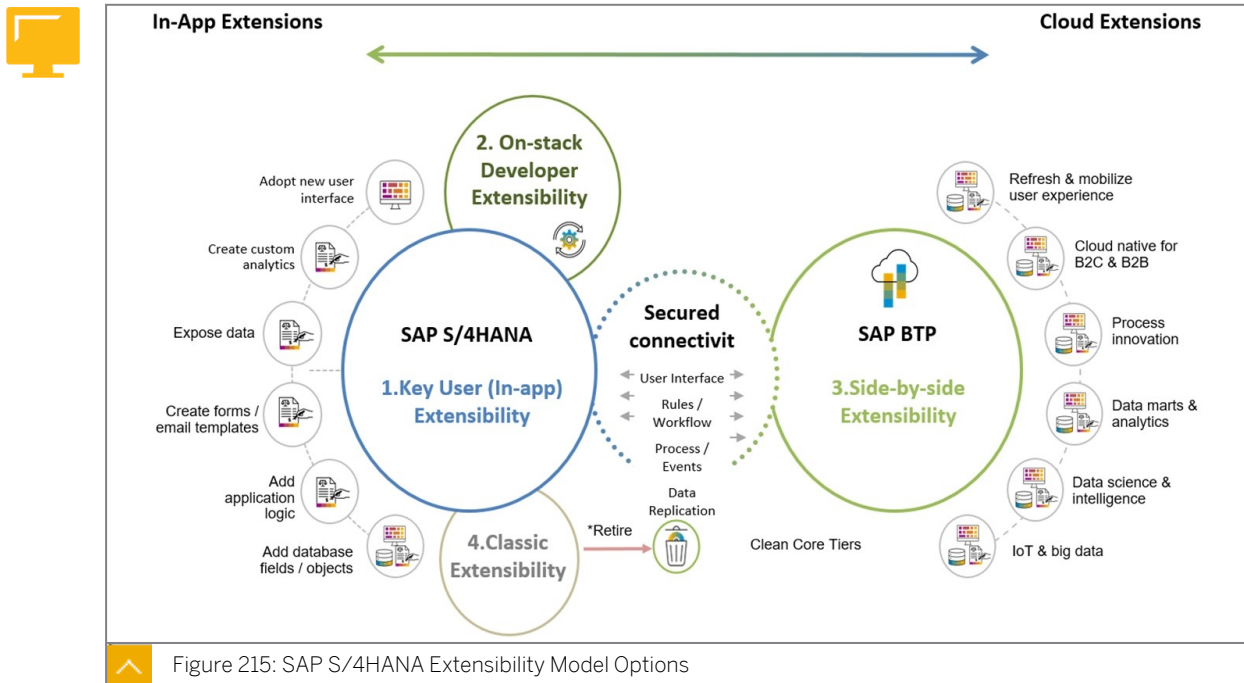 In-App Extensions
Cloud Extensions
2. On-stack
Developer
Extensibility
Adopt new user
interface
Create custom
analytics
Expose data
Create forms /
email templates
Add
application
logic
Add database
fields / objects
SAP S/4HANA
1.Key User (In-app)
Extensibility
4.Classic
Extensibility
*Retire
Secured
connectivit
User Interface
Rules /
Workflow
Process /
Events
Data
Replication
Clean Core Tiers
SAP BTP
3.Side-by-side
Extensibility
Refresh & mobilize
user experience
Cloud native for
B2C & B2B
Process
innovation
Data marts &
analytics
Data science &
intelligence
IoT & big data
Figure 215: SAP S/4HANA Extensibility Model Options